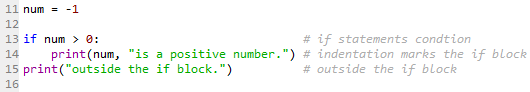 11 num = -1
12
13 if num > 0:                          # if statements condtion
14     print(num, "is a positive number.") # indentation marks the if block
15 print("outside the if block.")          # outside the if block
16